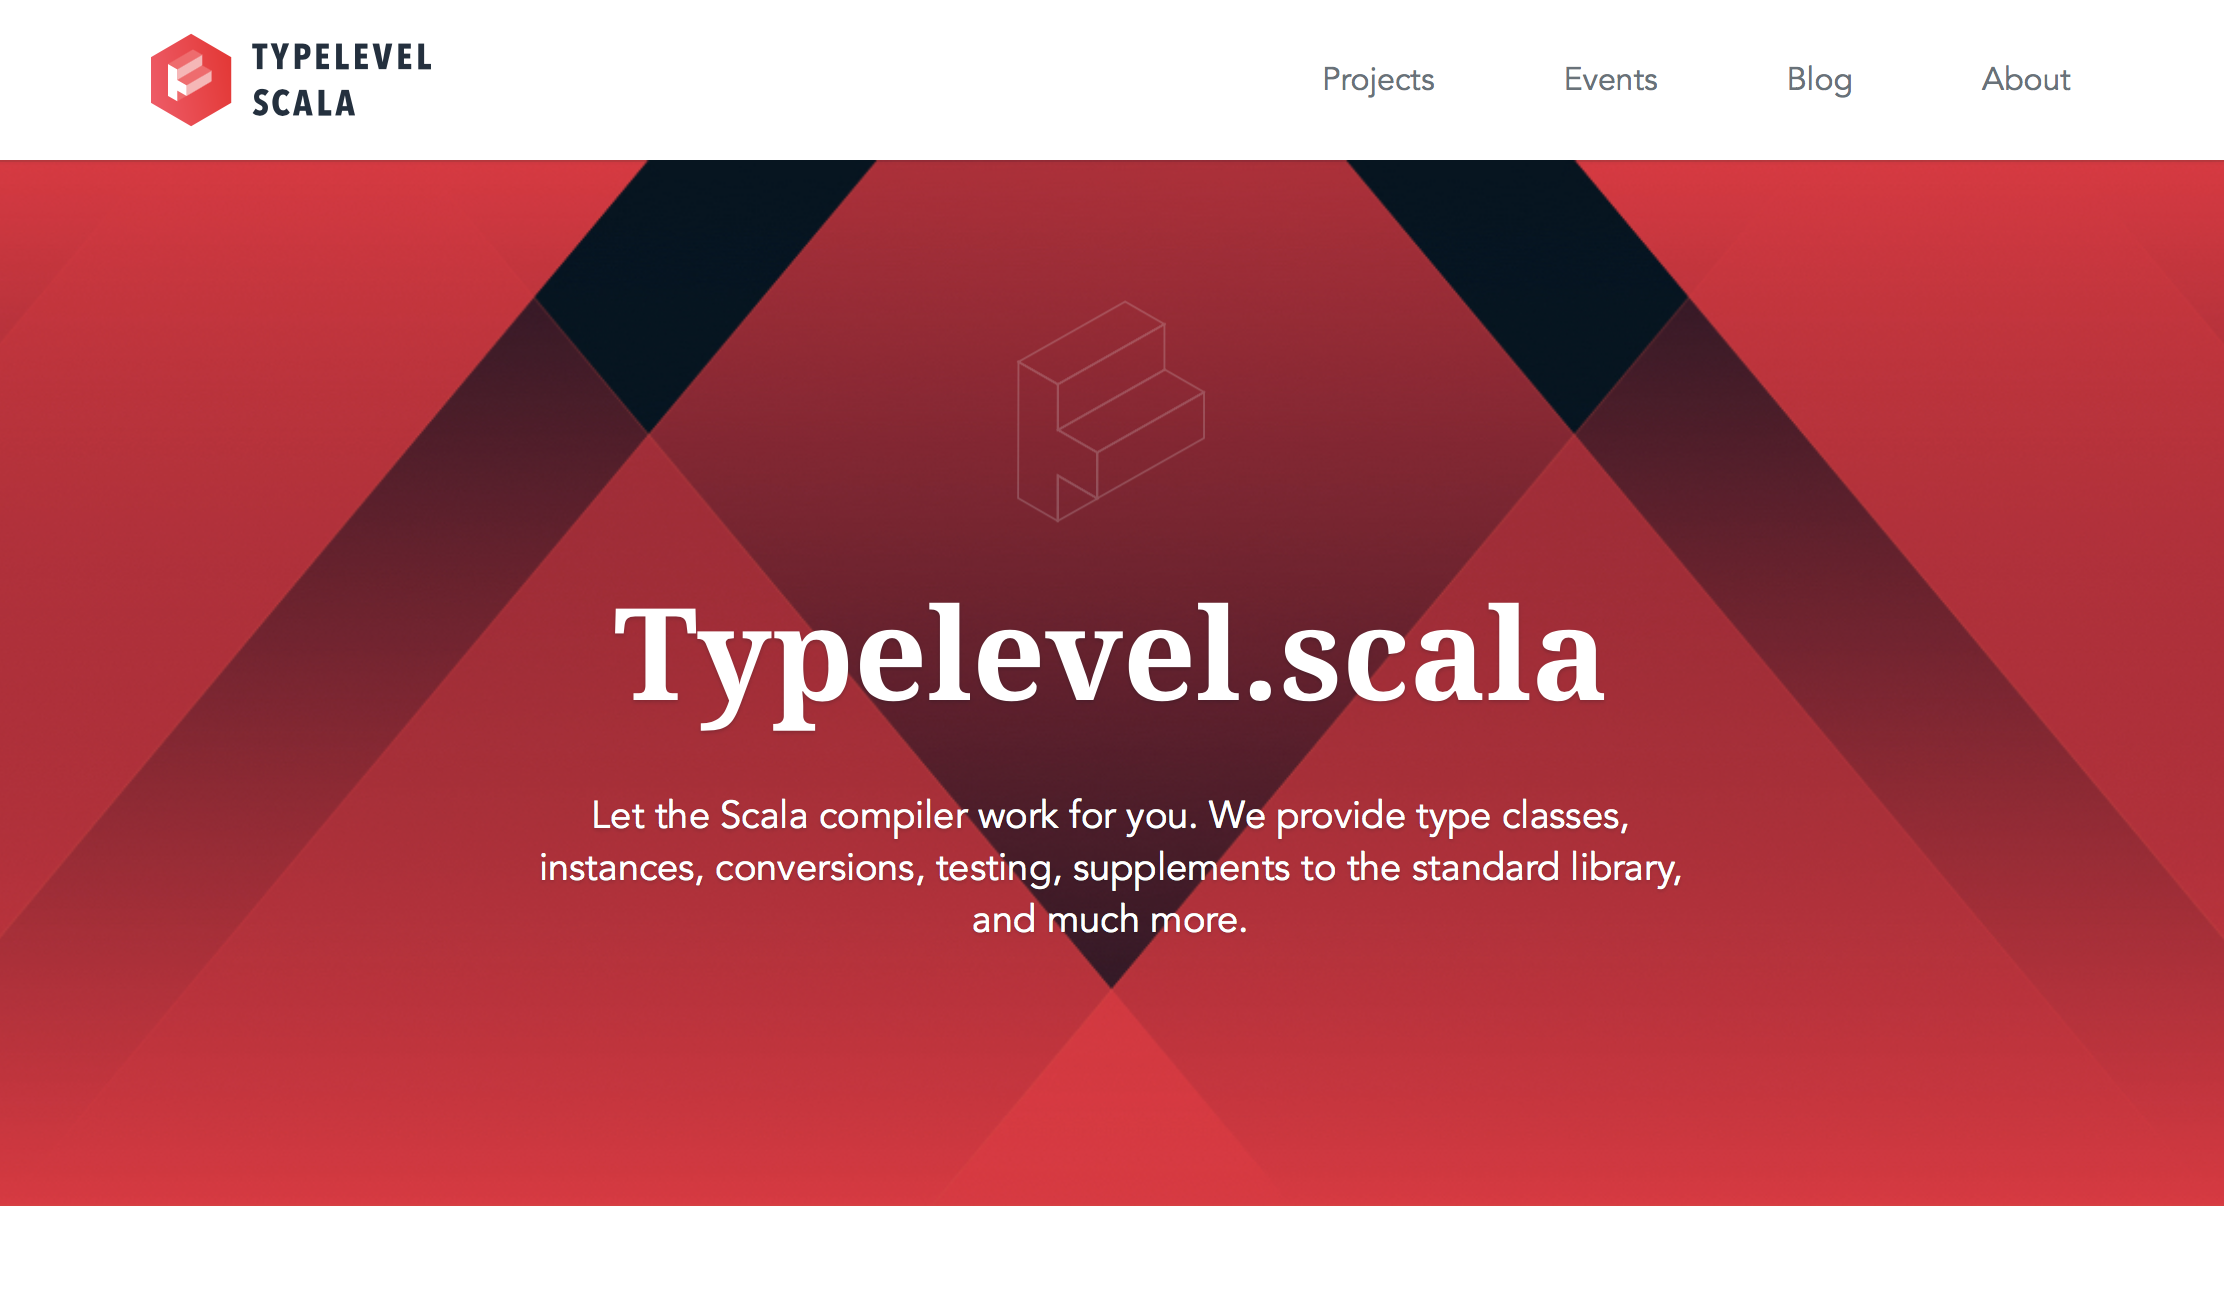 TYPELEVEL
SCALA
Projects Events Blog About
Typelevel.scala
Let the Scala compiler work for you. We provide type classes,
instances, conversions, testing, supplements to the standard library,
and much more.